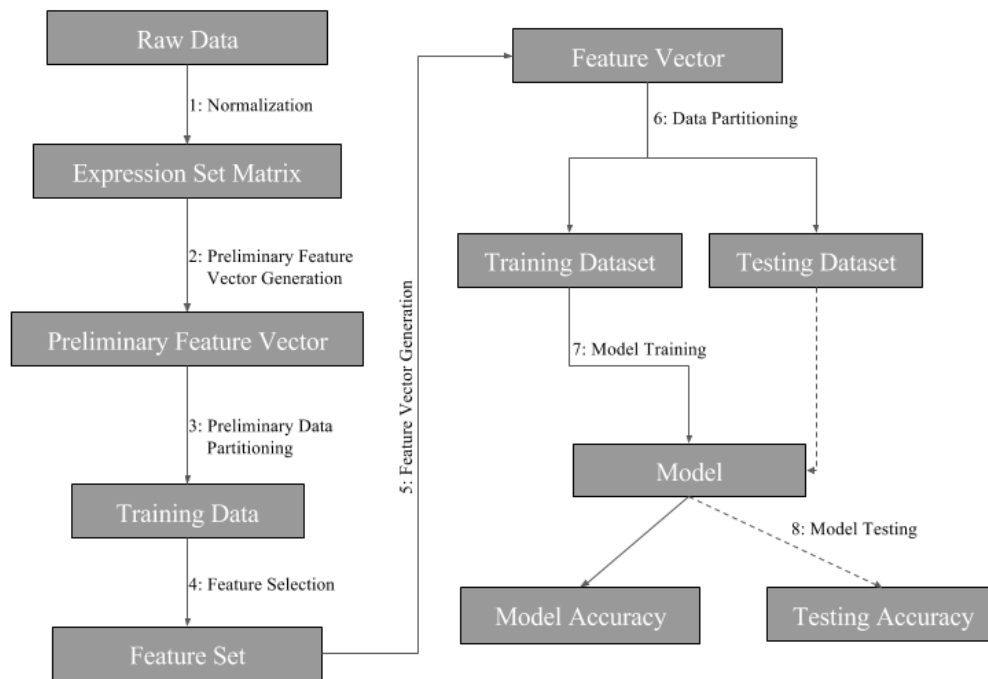 Raw Data
1: Normalization
Expression Set Matrix
2: Preliminary Feature
Vector Generation
Preliminary Feature Vector
3: Preliminary Data
Partitioning
Training Data
4: Feature Selection
Feature Set
5: Feature Vector Generation
Feature Vector
6: Data Partitioning
Training Dataset
Testing Dataset
7: Model Training
Model
8: Model Testing
Model Accuracy
Testing Accuracy